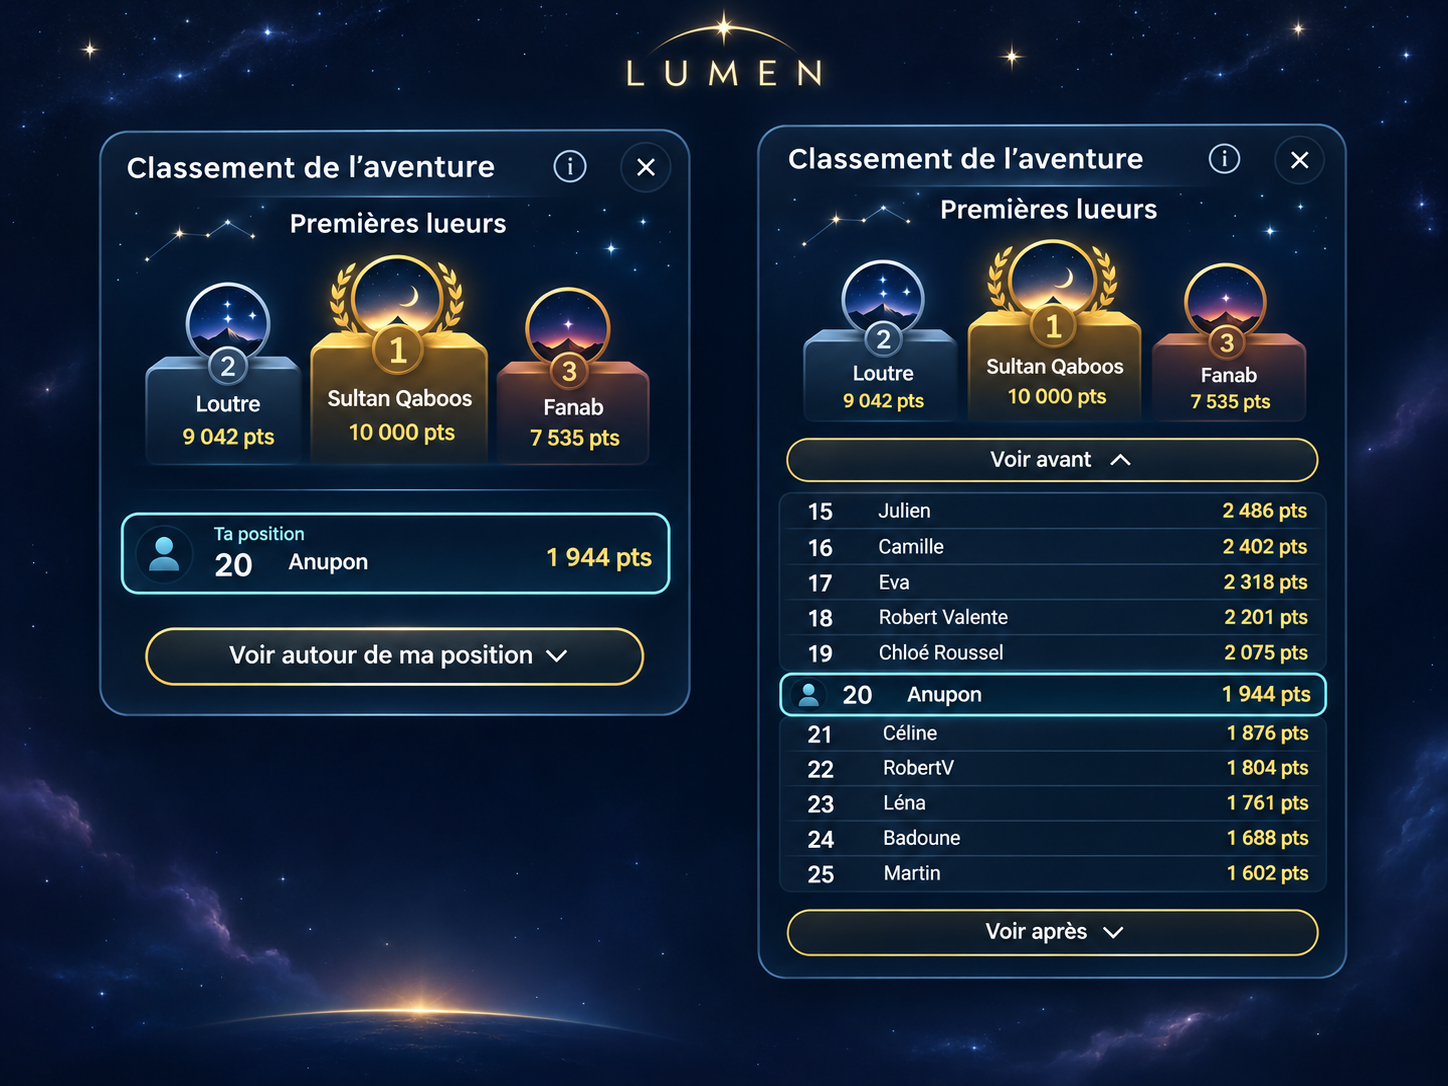 LUMEN
Classement de l'aventure
i
Premières lueurs
2
Loutre
9 042 pts
1
Sultan Qaboos
10 000 pts
3
Fanab
7 535 pts
Ta position
20 Anupon 1 944 pts
Voir autour de ma position
Classement de l'aventure
i
Premières lueurs
2
Loutre
9 042 pts
1
Sultan Qaboos
10 000 pts
3
Fanab
7 535 pts
Voir avant
15 Julien 2 486 pts
16 Camille 2 402 pts
17 Eva 2 318 pts
18 Robert Valente 2 201 pts
19 Chloé Roussel 2 075 pts
20 Anupon 1 944 pts
21 Céline 1 876 pts
22 RobertV 1 804 pts
23 Léna 1 761 pts
24 Badoune 1 688 pts
25 Martin 1 602 pts
Voir après